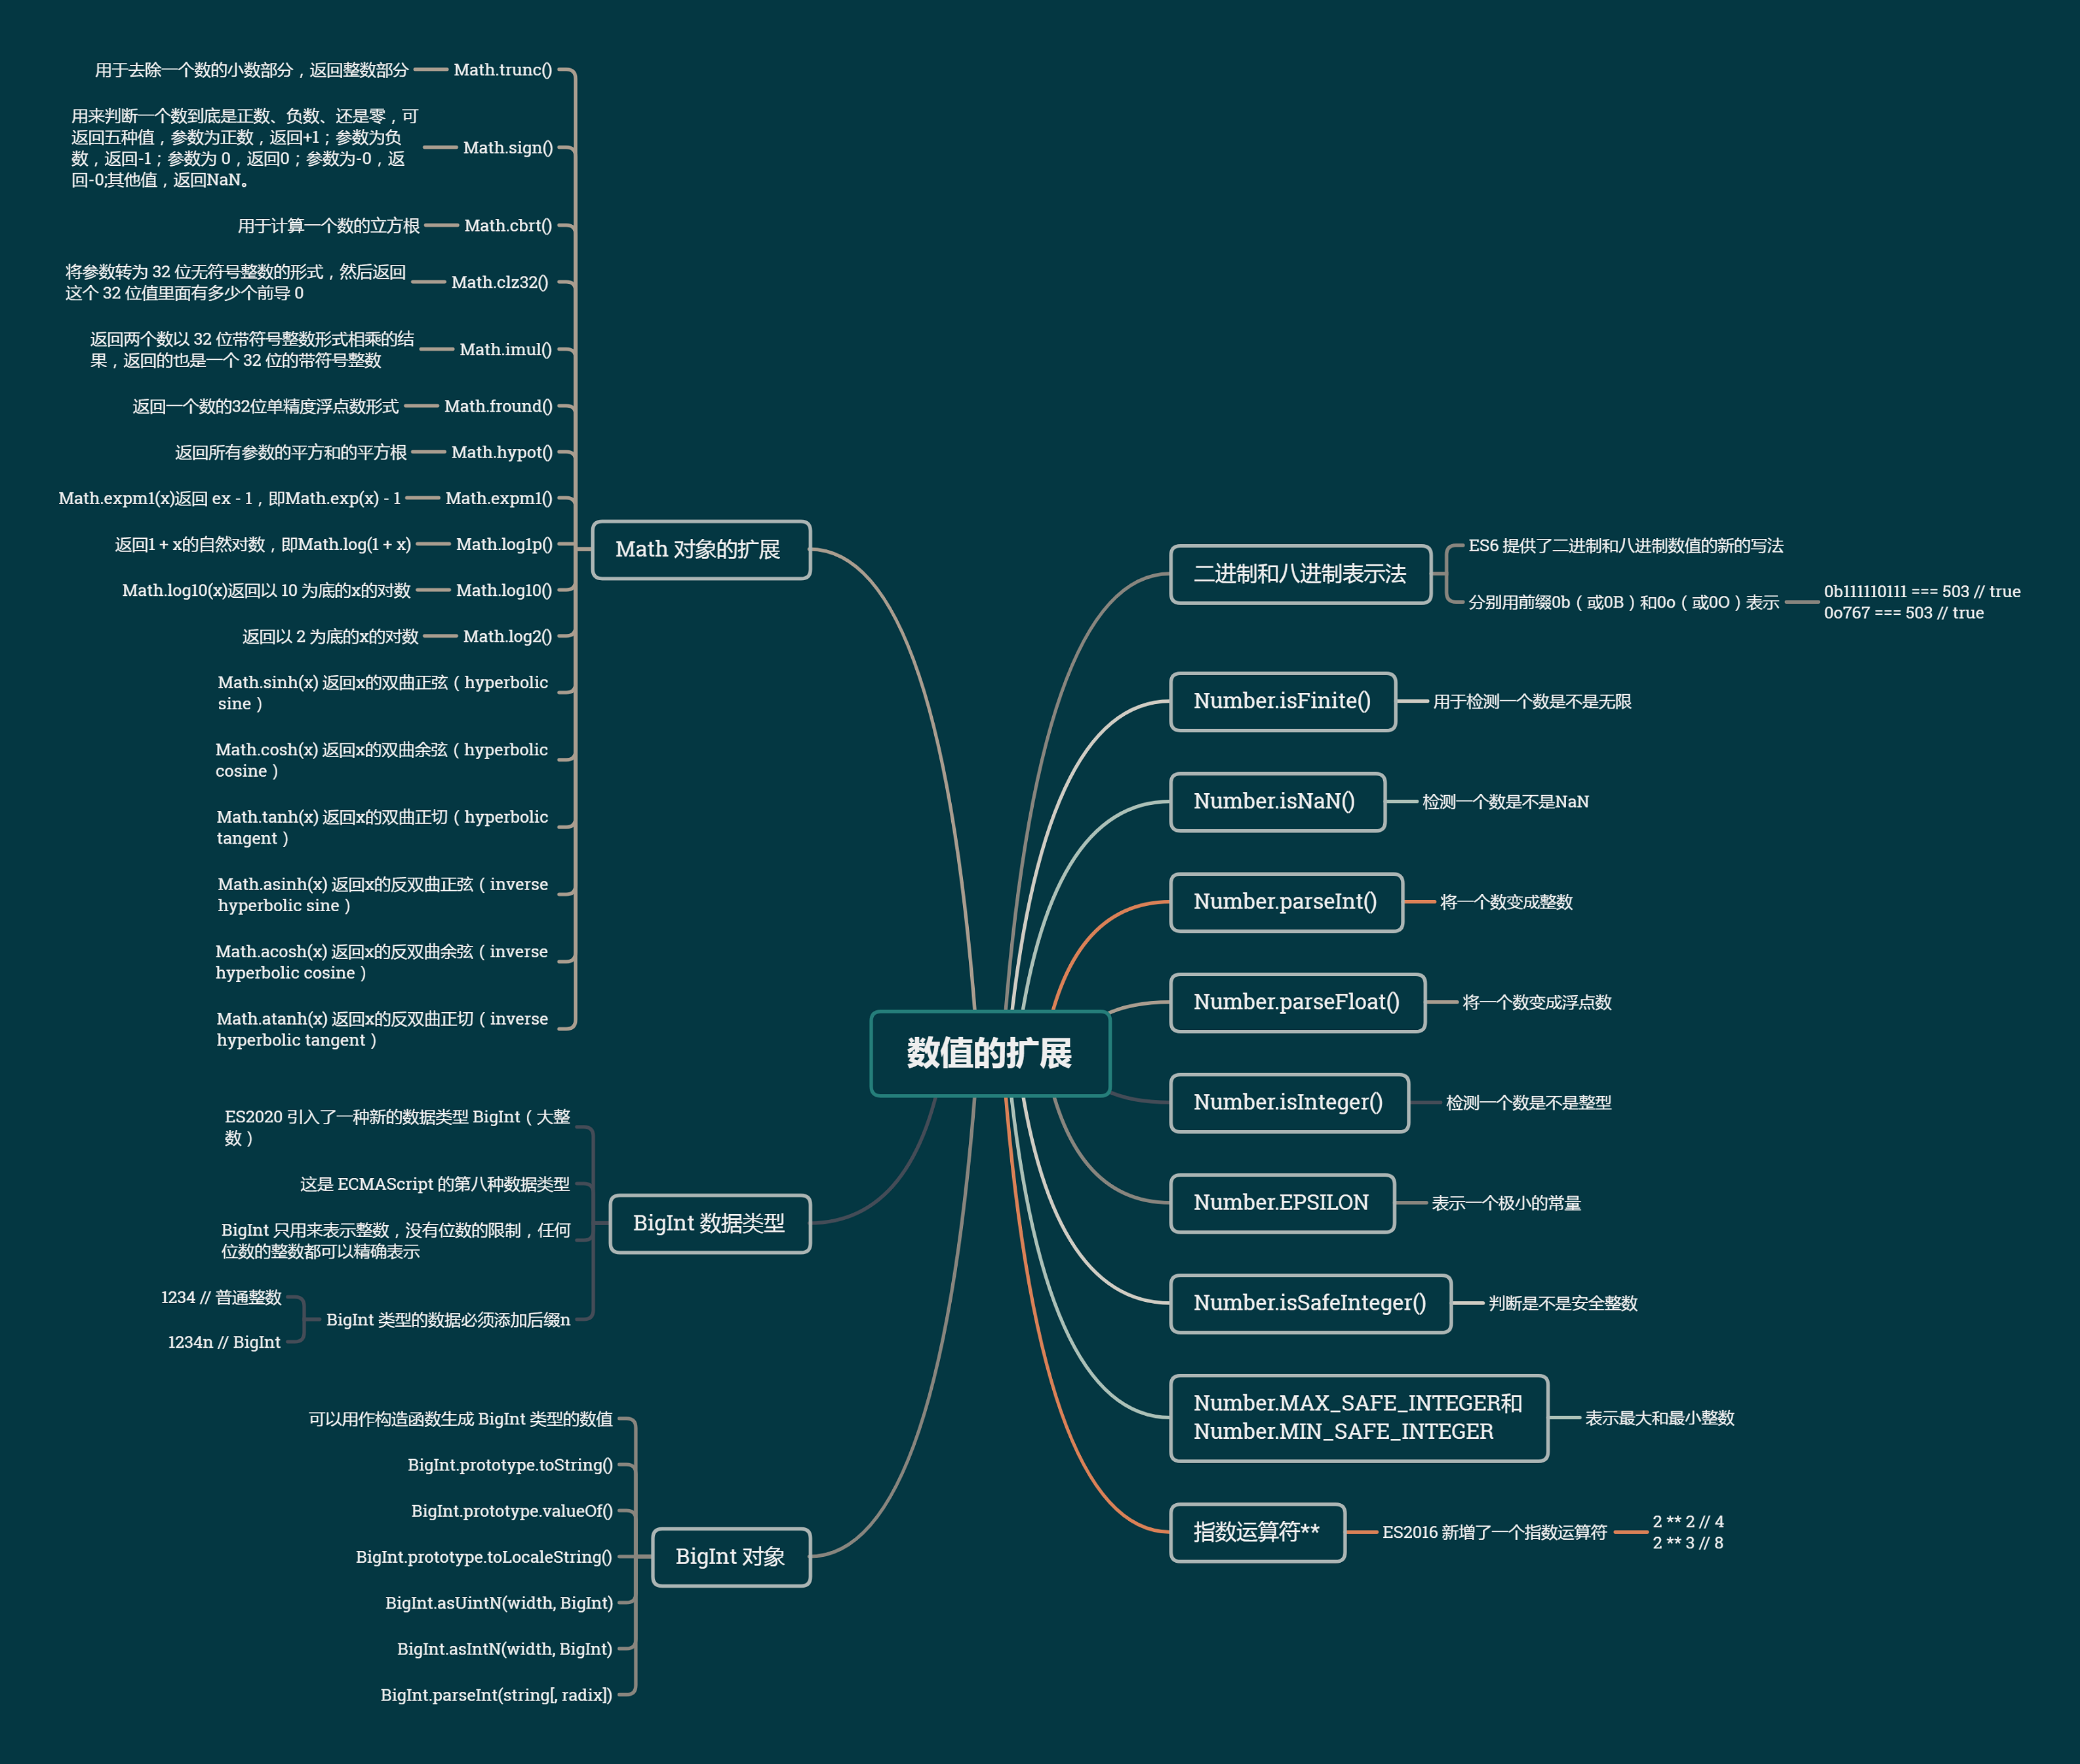 数值的扩展
二进制和八进制表示法
ES6 提供了二进制和八进制数值的新的写法
分别用前缀0b（或0B）和0o（或0O）表示
0b111110111 === 503 // true
0o767 === 503 // true
Number.isFinite()
用于检测一个数是不是无限
Number.isNaN()
检测一个数是不是NaN
Number.parseInt()
将一个数变成整数
Number.parseFloat()
将一个数变成浮点数
Number.isInteger()
检测一个数是不是整型
Number.EPSILON
表示一个极小的常量
Number.isSafeInteger()
判断是不是安全整数
Number.MAX_SAFE_INTEGER和
Number.MIN_SAFE_INTEGER
表示最大和最小整数
指数运算符**
ES2016 新增了一个指数运算符
2 ** 2 // 4
2 ** 3 // 8
Math 对象的扩展
Math.trunc()
用于去除一个数的小数部分，返回整数部分
Math.sign()
用来判断一个数到底是正数、负数、还是零，可
返回五种值，参数为正数，返回+1；参数为负
数，返回-1；参数为 0，返回0；参数为-0，返
回-0;其他值，返回NaN。
Math.cbrt()
用于计算一个数的立方根
Math.clz32()
将参数转为 32 位无符号整数的形式，然后返回
这个 32 位值里面有多少个前导 0
Math.imul()
返回两个数以 32 位带符号整数形式相乘的结
果，返回的也是一个 32 位的带符号整数
Math.fround()
返回一个数的32位单精度浮点数形式
Math.hypot()
返回所有参数的平方和的平方根
Math.expm1()
Math.expm1(x)返回 ex - 1，即Math.exp(x) - 1
Math.log1p()
返回1 + x的自然对数，即Math.log(1 + x)
Math.log10()
Math.log10(x)返回以 10 为底的x的对数
Math.log2()
返回以 2 为底的x的对数
Math.sinh(x) 返回x的双曲正弦（hyperbolic
sine）
Math.cosh(x) 返回x的双曲余弦（hyperbolic
cosine）
Math.tanh(x) 返回x的双曲正切（hyperbolic
tangent）
Math.asinh(x) 返回x的反双曲正弦（inverse
hyperbolic sine）
Math.acosh(x) 返回x的反双曲余弦（inverse
hyperbolic cosine）
Math.atanh(x) 返回x的反双曲正切（inverse
hyperbolic tangent）
BigInt 数据类型
ES2020 引入了一种新的数据类型 BigInt（大整
数）
这是 ECMAScript 的第八种数据类型
BigInt 只用来表示整数，没有位数的限制，任何
位数的整数都可以精确表示
BigInt 类型的数据必须添加后缀n
1234 // 普通整数
1234n // BigInt
BigInt 对象
可以用作构造函数生成 BigInt 类型的数值
BigInt.prototype.toString()
BigInt.prototype.valueOf()
BigInt.prototype.toLocaleString()
BigInt.asUintN(width, BigInt)
BigInt.asIntN(width, BigInt)
BigInt.parseInt(string[, radix])